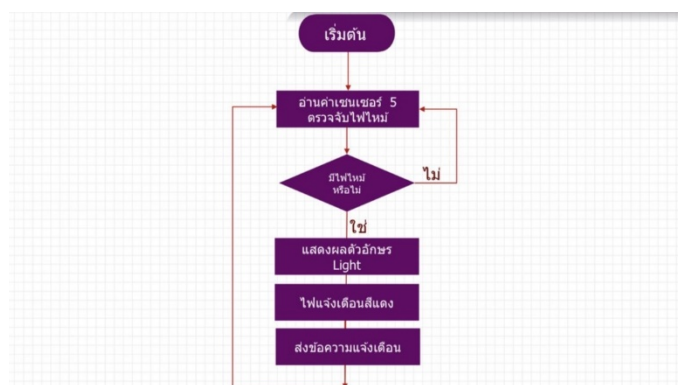 เริ่มต้น
อ่านค่าเซนเซอร์ 5
ตรวจจับไฟไหม้
มีไฟไหม้
หรือไม่
ไม่
ใช่
แสดงผลตัวอักษร
Light
ไฟแจ้งเตือนสีแดง
ส่งข้อความแจ้งเตือน